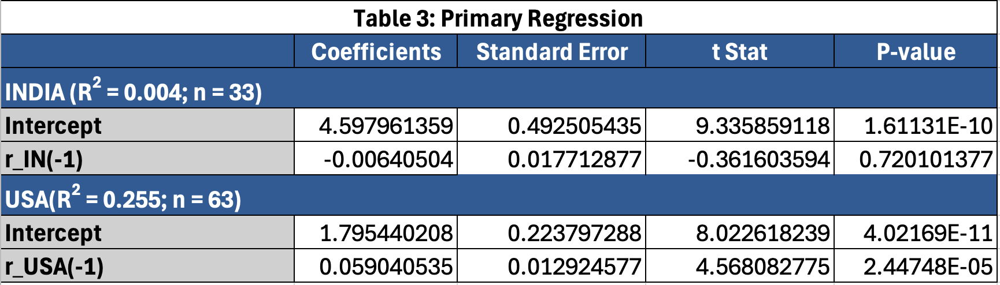 Table 3: Primary Regression
Coefficients Standard Error t Stat P-value
INDIA (R² = 0.004; n = 33)
Intercept 4.597961359 0.492505435 9.335859118 1.61131E-10
r_IN(-1) -0.00640504 0.017712877 -0.361603594 0.720101377
USA(R² = 0.255; n = 63)
Intercept 1.795440208 0.223797288 8.022618239 4.02169E-11
r_USA(-1) 0.059040535 0.012924577 4.568082775 2.44748E-05